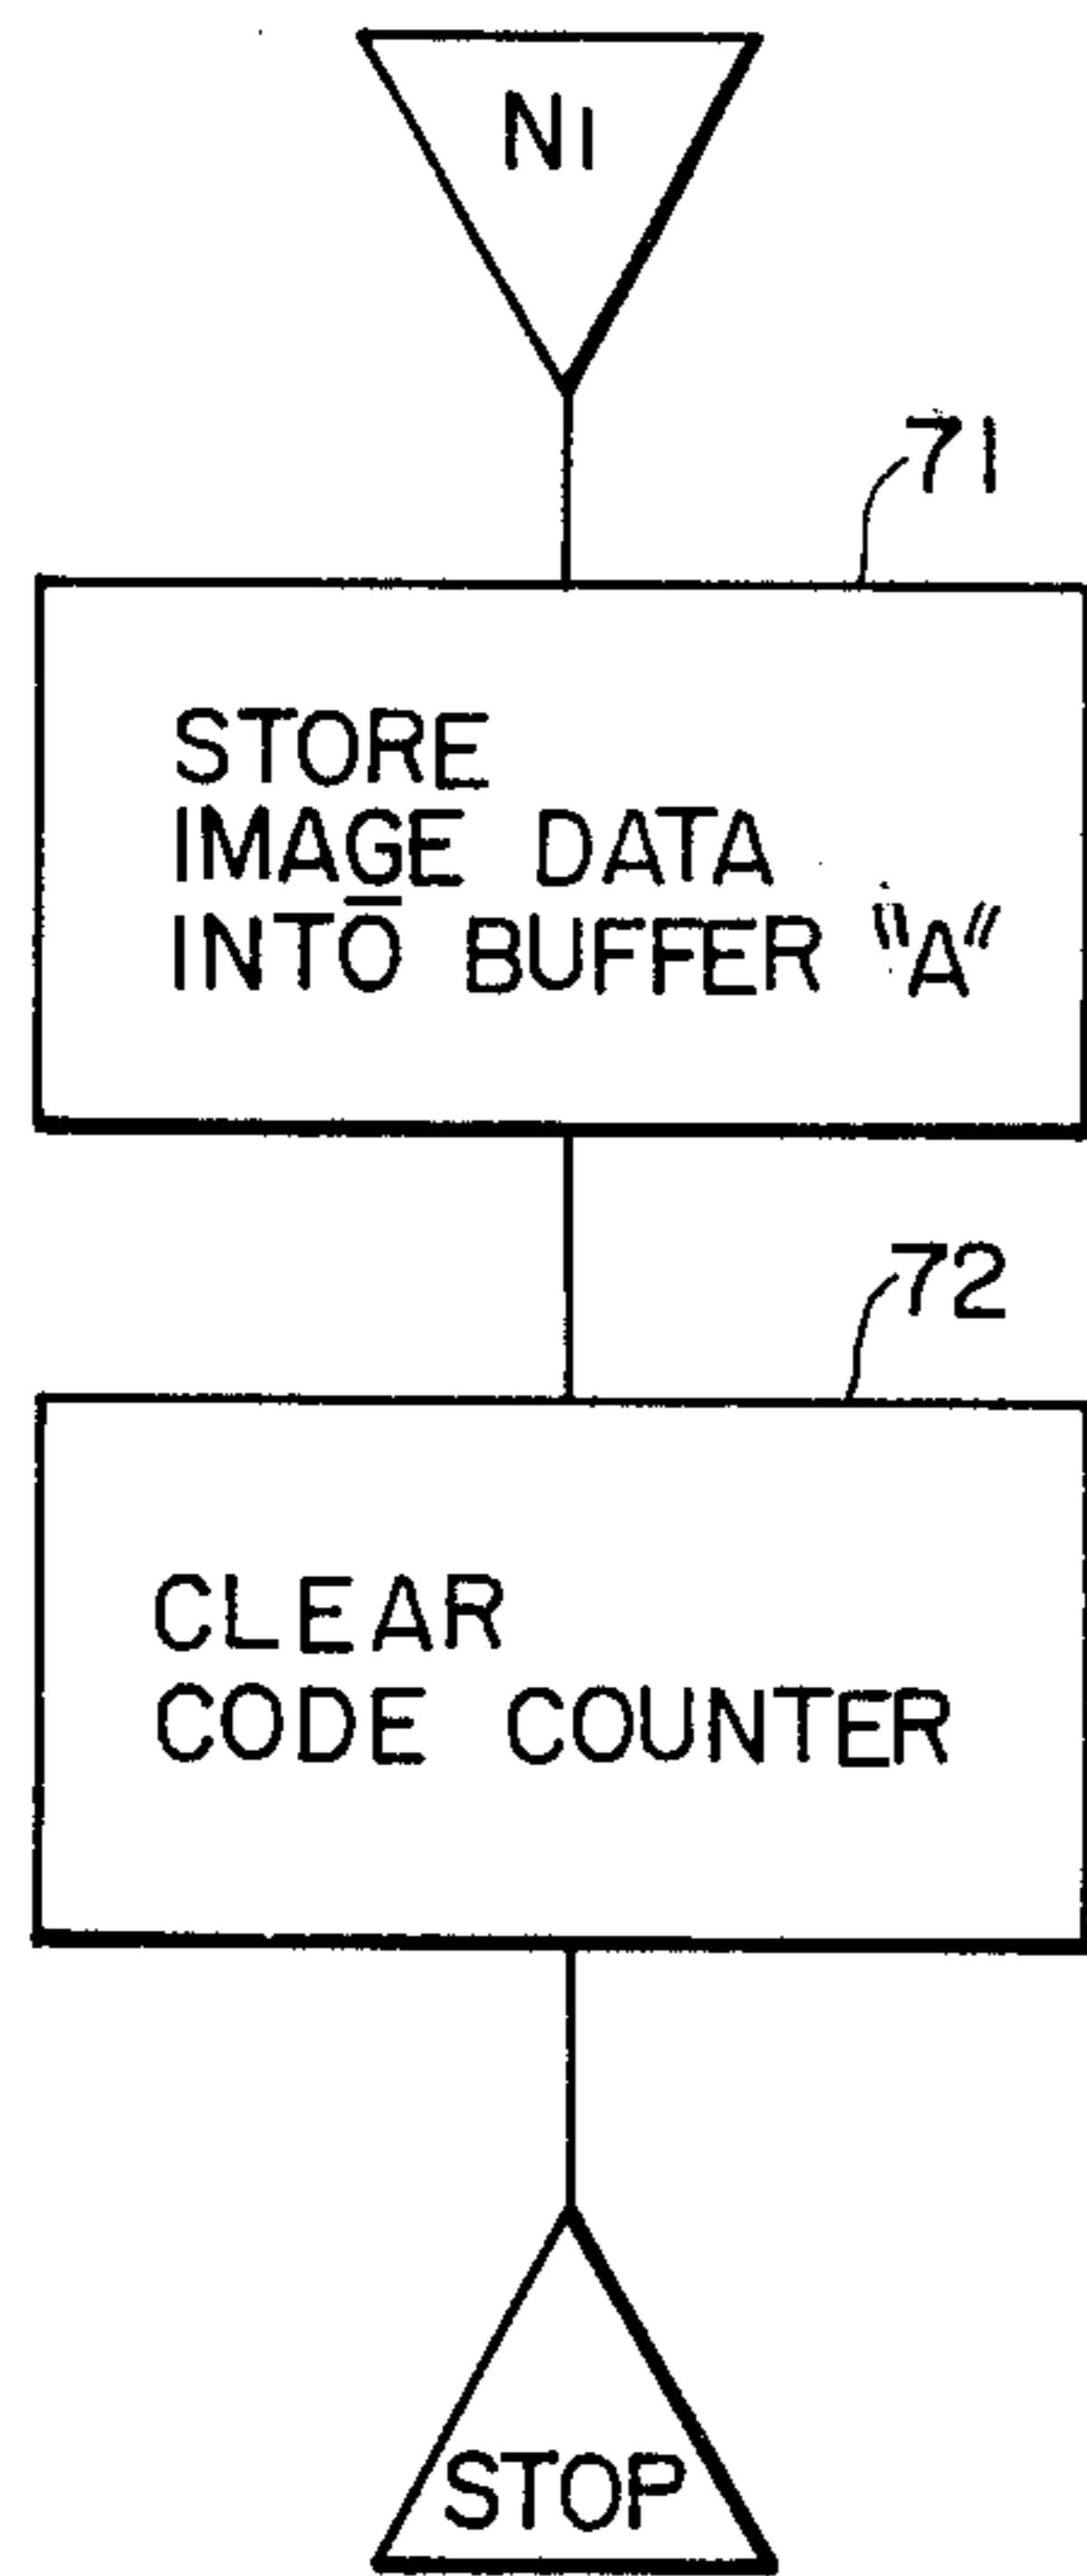 N1
71
STORE
IMAGE DATA
INTO̅ BUFFER "A"
72
CLEAR
CODE COUNTER
STOP